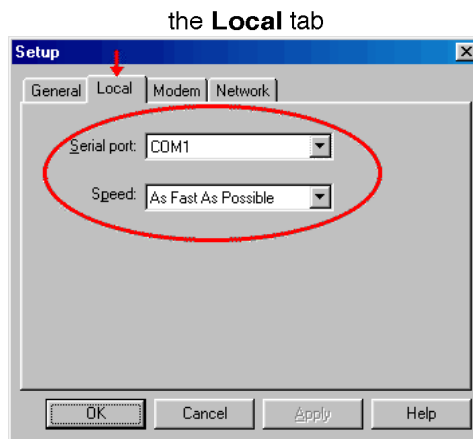 the Local tab
Setup
General Local Modem Network
Serial port: COM1
Speed: As Fast As Possible
OK Cancel Apply Help